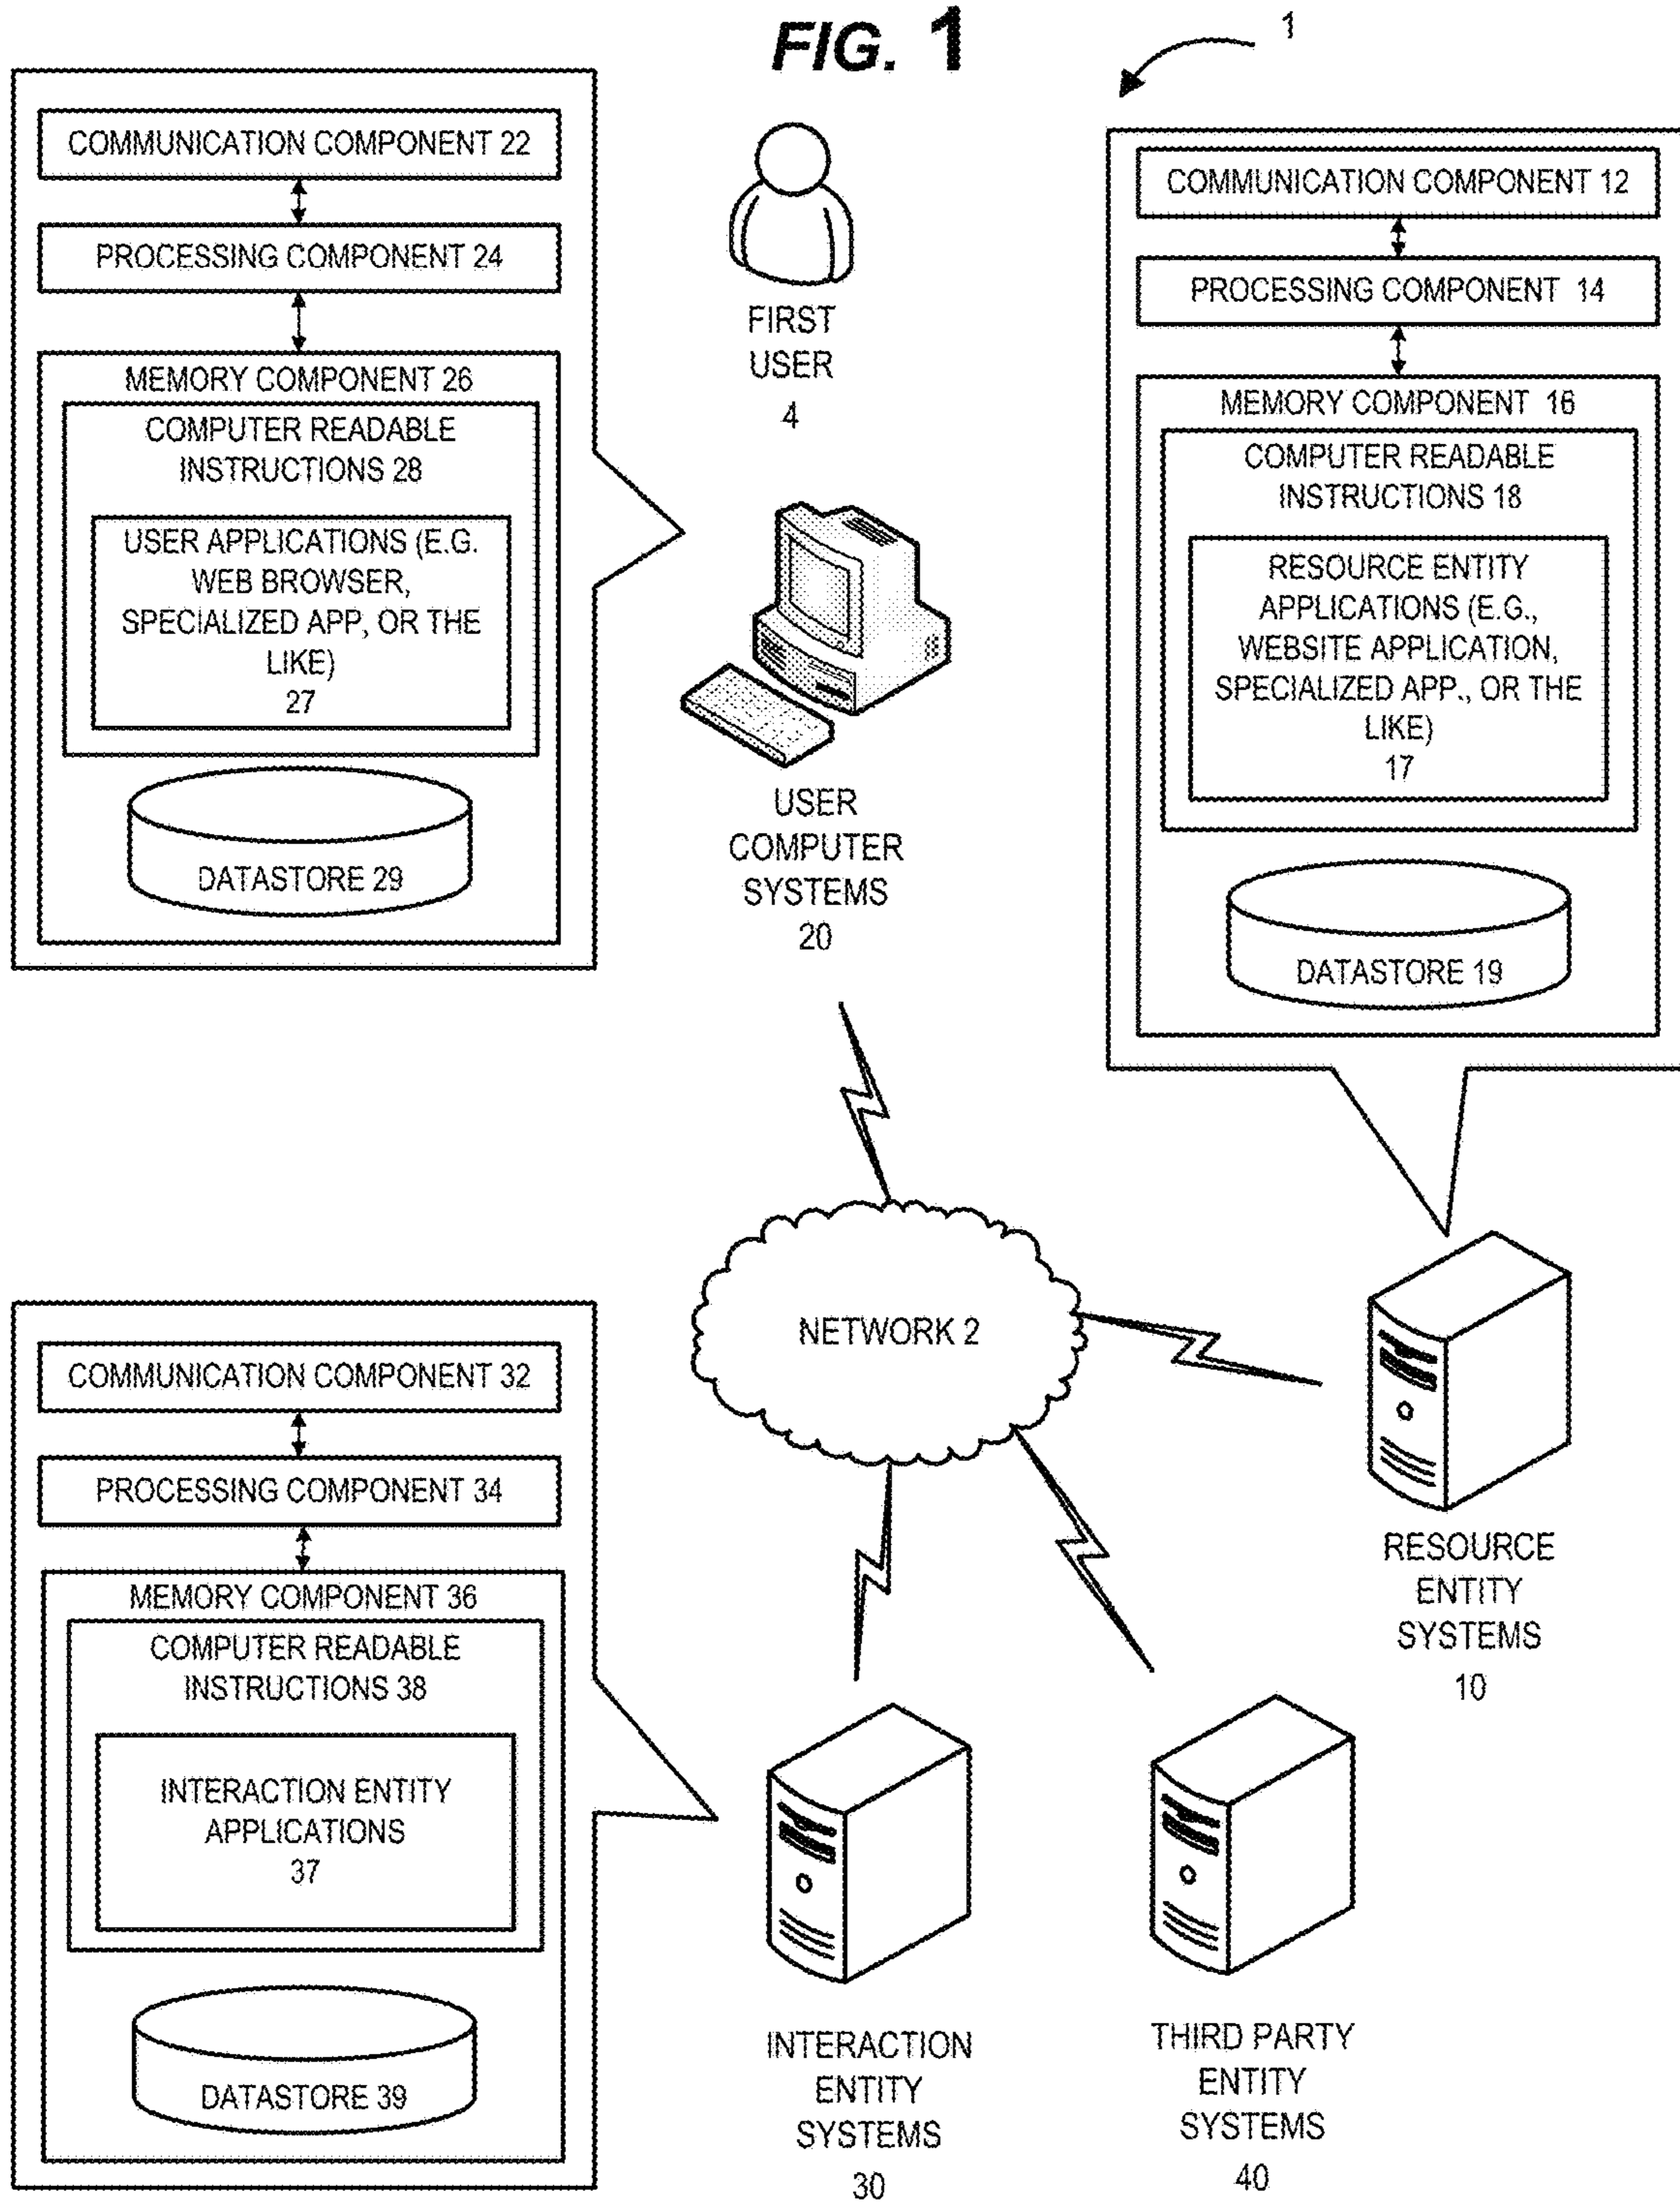 FIG. 1
1
COMMUNICATION COMPONENT 22
PROCESSING COMPONENT 24
MEMORY COMPONENT 26
COMPUTER READABLE
INSTRUCTIONS 28
USER APPLICATIONS (E.G.
WEB BROWSER,
SPECIALIZED APP, OR THE
LIKE)
27
DATASTORE 29
FIRST
USER
4
USER
COMPUTER
SYSTEMS
20
COMMUNICATION COMPONENT 12
PROCESSING COMPONENT 14
MEMORY COMPONENT 16
COMPUTER READABLE
INSTRUCTIONS 18
RESOURCE ENTITY
APPLICATIONS (E.G.,
WEBSITE APPLICATION,
SPECIALIZED APP., OR THE
LIKE)
17
DATASTORE 19
NETWORK 2
RESOURCE
ENTITY
SYSTEMS
10
COMMUNICATION COMPONENT 32
PROCESSING COMPONENT 34
MEMORY COMPONENT 36
COMPUTER READABLE
INSTRUCTIONS 38
INTERACTION ENTITY
APPLICATIONS
37
DATASTORE 39
INTERACTION
ENTITY
SYSTEMS
30
THIRD PARTY
ENTITY
SYSTEMS
40